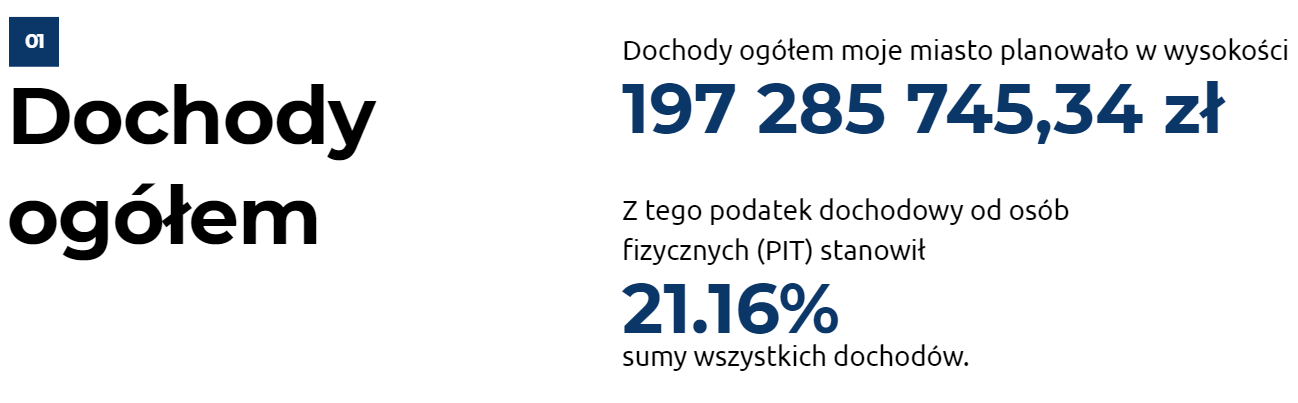 01
Dochody
ogółem
Dochody ogółem moje miasto planowało w wysokości
197 285 745,34 zł
Z tego podatek dochodowy od osób
fizycznych (PIT) stanowił
21.16%
sumy wszystkich dochodów.